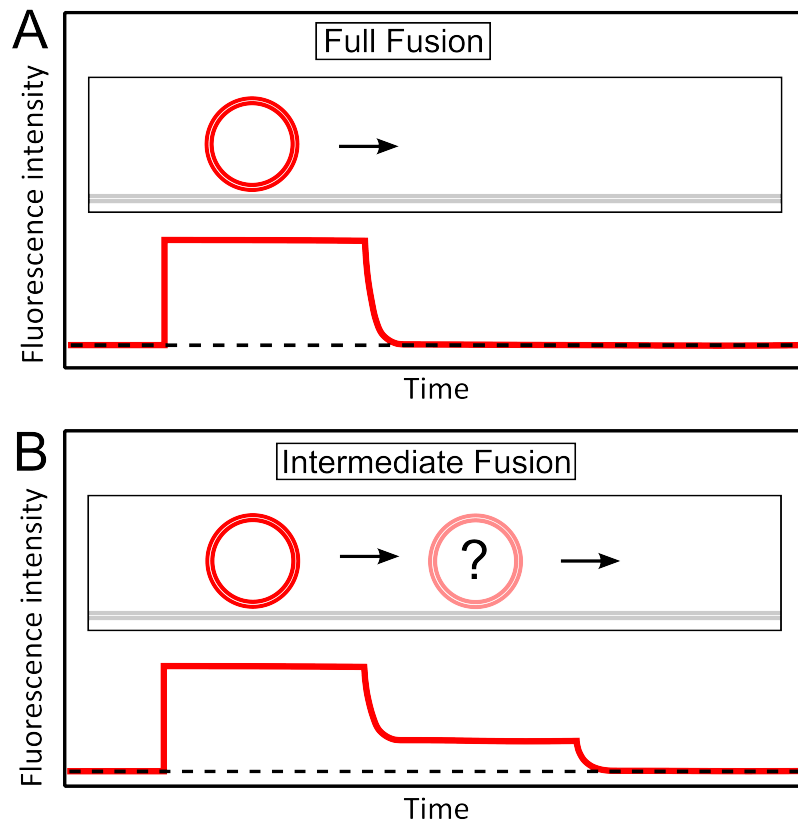 A
Full Fusion
Fluorescence intensity
Time
B
Intermediate Fusion
?
Fluorescence intensity
Time